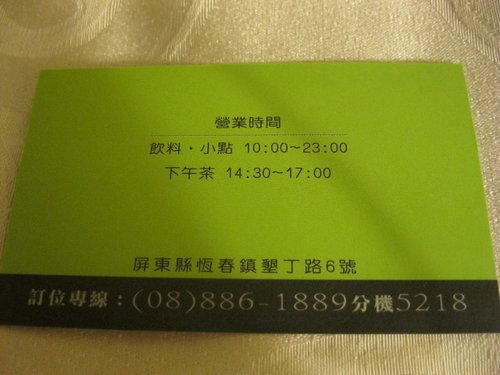 營業時間
飲料・小點 10:00~23:00
下午茶 14:30~17:00
屏東縣恆春鎮墾丁路6號
訂位專線：(08)886-1889分機5218